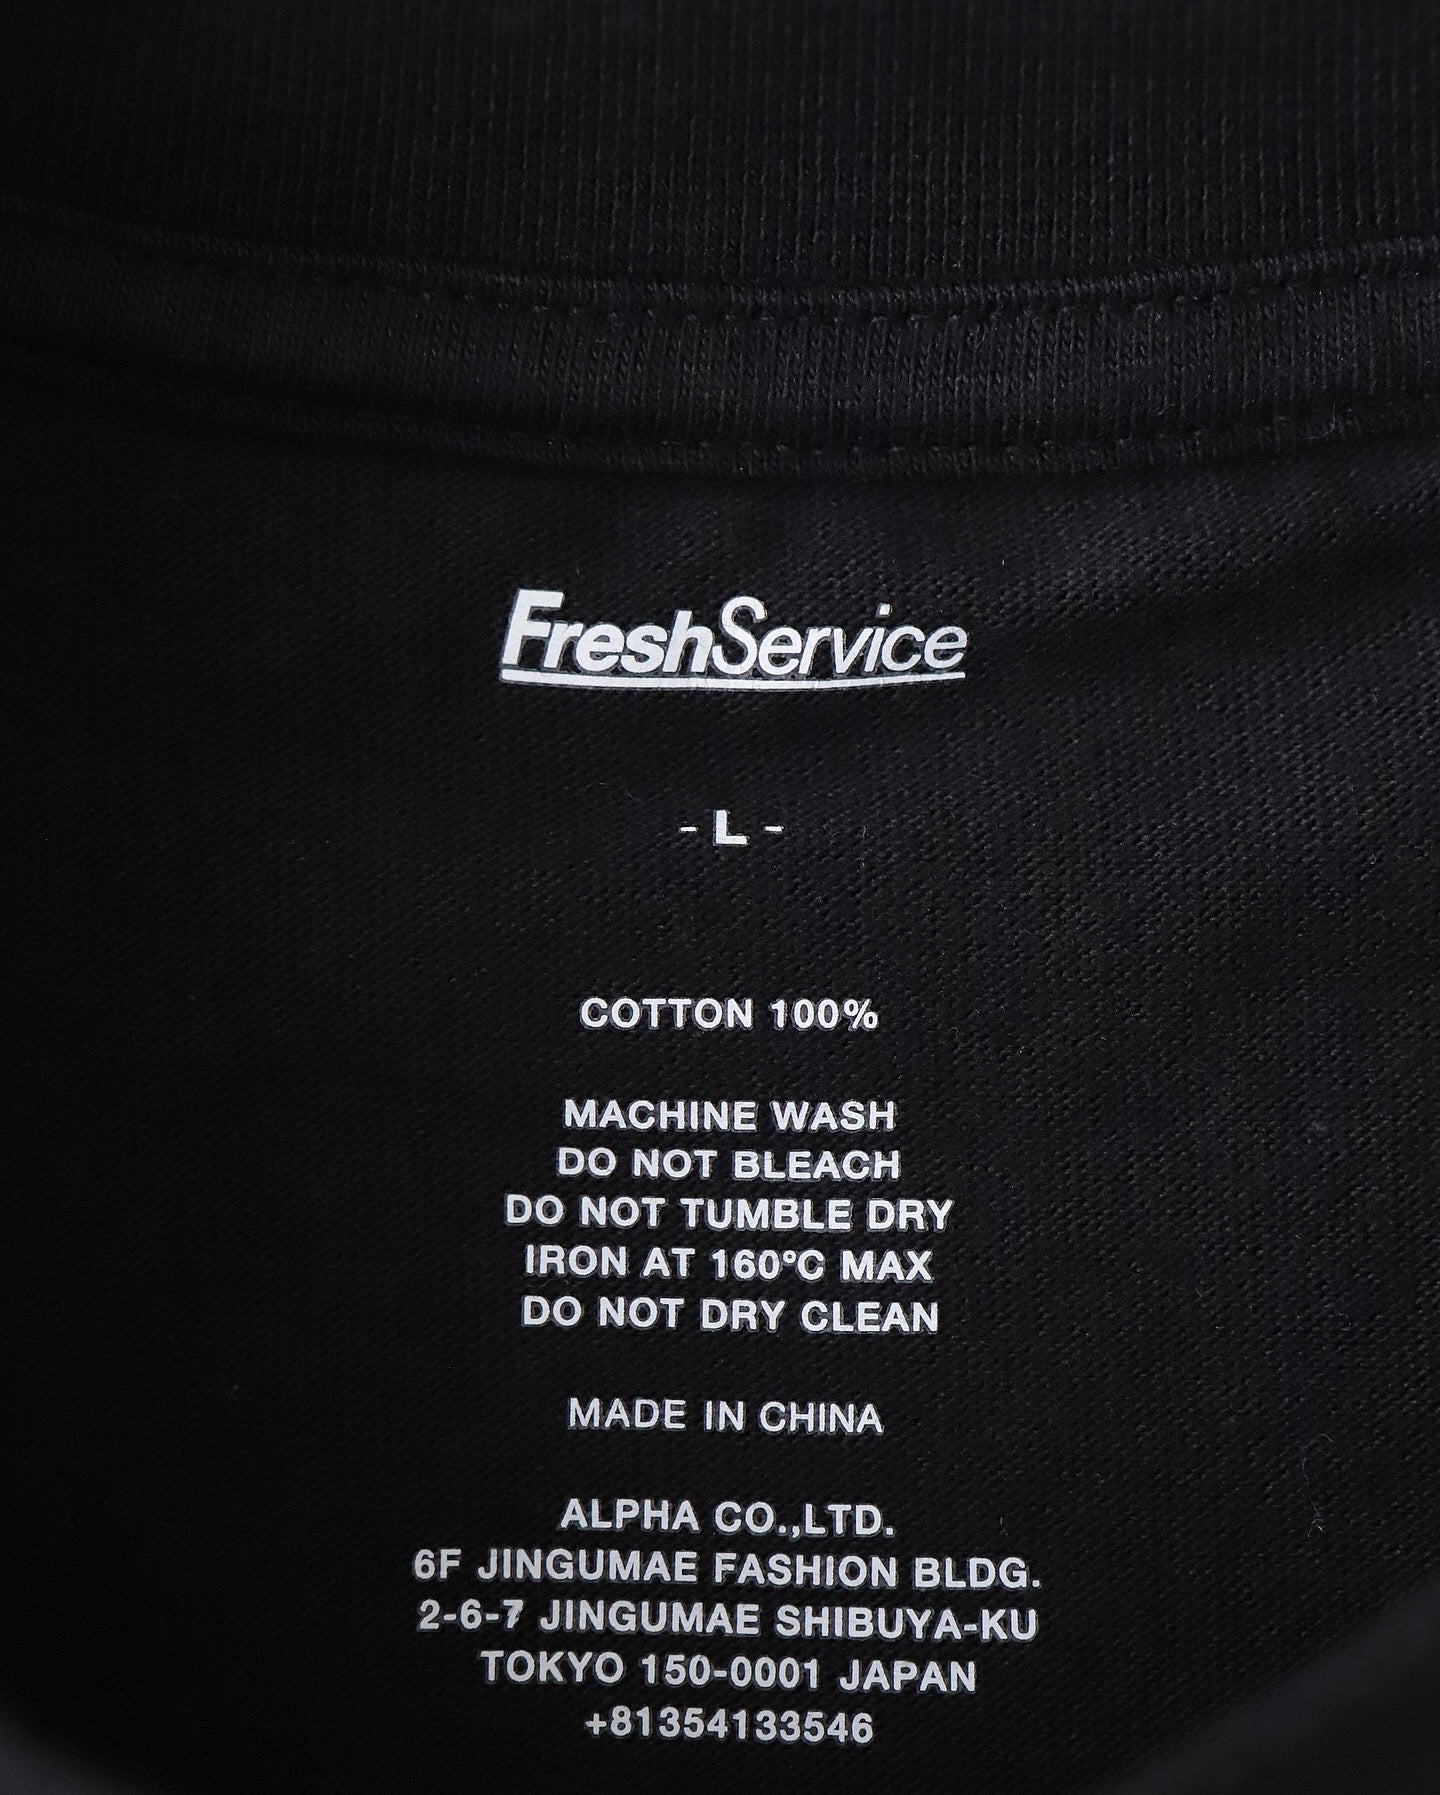 FreshService
- L -
COTTON 100%
MACHINE WASH
DO NOT BLEACH
DO NOT TUMBLE DRY
IRON AT 160°C MAX
DO NOT DRY CLEAN
MADE IN CHINA
ALPHA CO.,LTD.
6F JINGUMAE FASHION BLDG.
2-6-7 JINGUMAE SHIBUYA-KU
TOKYO 150-0001 JAPAN
+81354133546